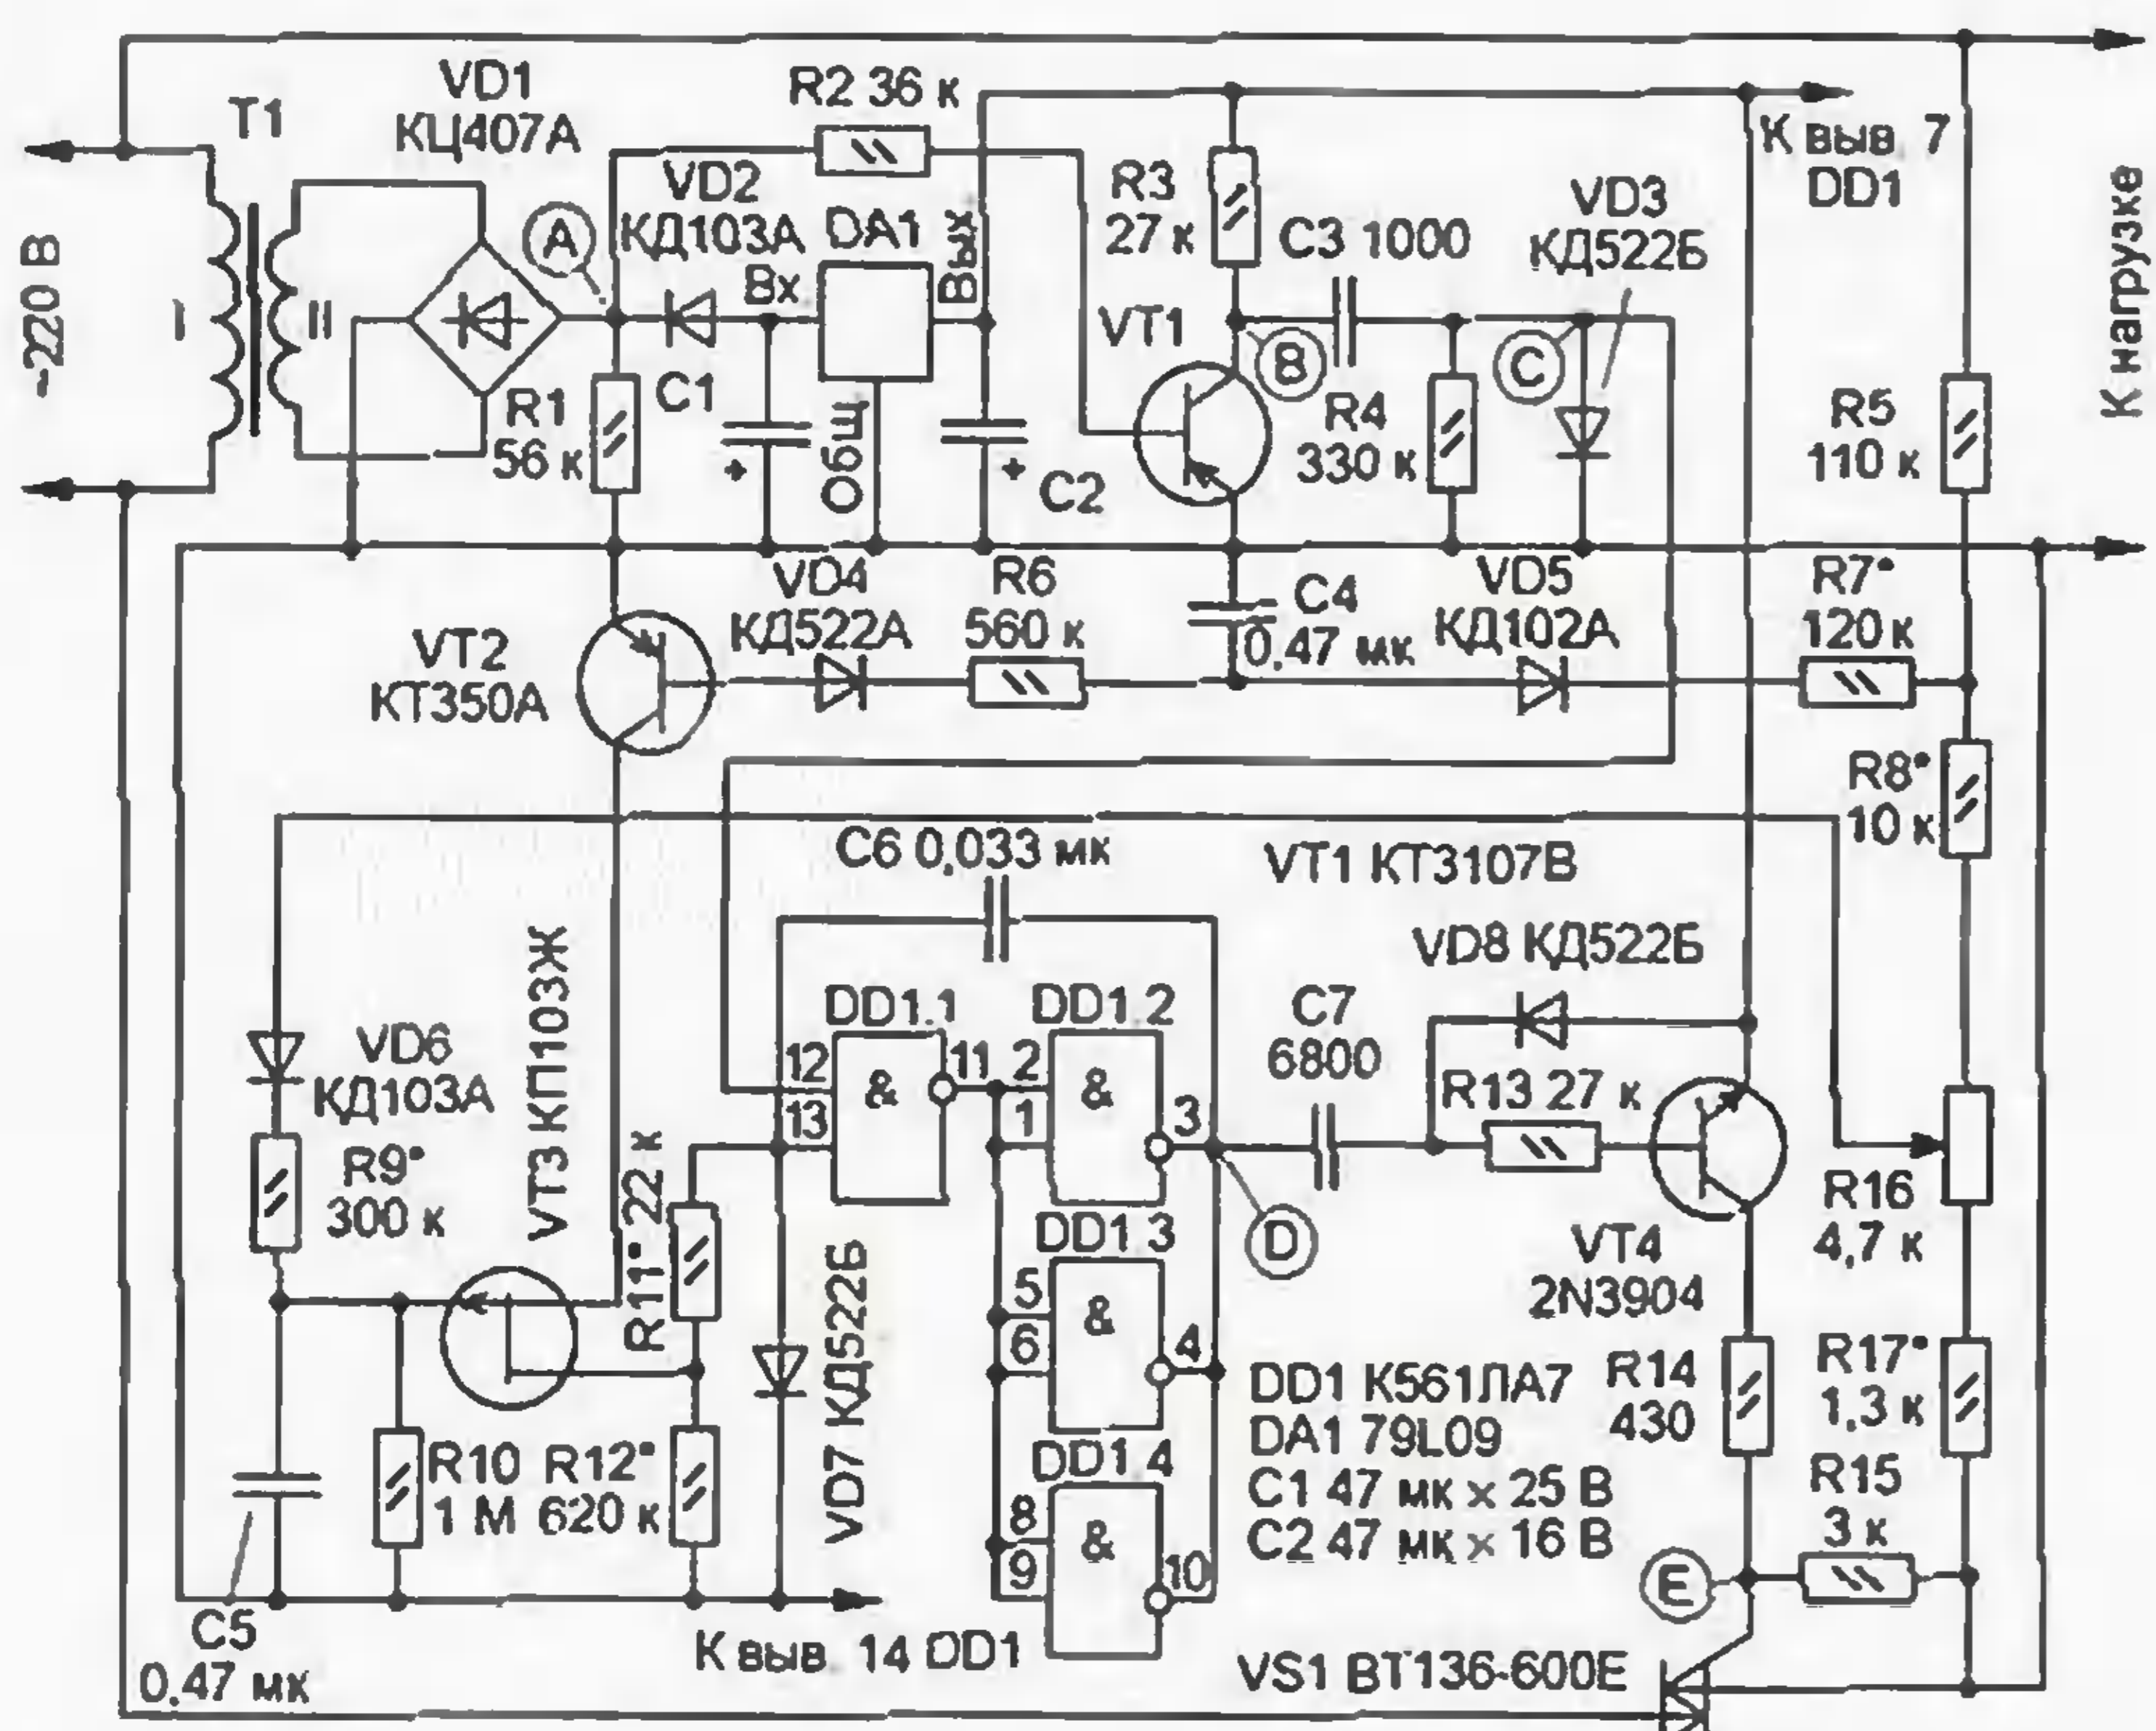 T1
VD1
КЦ407А
R2 36 к
~220 В
I
II
A
VD2
КД103А
DA1
Вх.
Вых.
Общ.
R1
56 к
C1
+
+
C2
R3
27 к
C3 1000
VT1
B
C
R4
330 к
VD3
КД522Б
К выв. 7
DD1
К нагрузке
R5
110 к
VT2
КТ350А
VD4
КД522А
R6
560 к
C4
0,47 мк
VD5
КД102А
R7*
120 к
R8*
10 к
C6 0,033 мк
VT1 КТ3107В
VD6
КД103А
VT3 КП103Ж
R9*
300 к
R11* 22 к
12
13
DD1.1
&
11
2
1
DD1.2
&
3
DD1.3
5
6
&
4
DD1.4
8
9
&
10
C7
6800
VD8 КД522Б
R13 27 к
D
VT4
2N3904
R16
4,7 к
R10
1 М
R12*
620 к
VD7 КД522Б
DD1 К561ЛА7
DA1 79L09
C1 47 мк × 25 В
C2 47 мк × 16 В
R14
430
R17*
1,3 к
R15
3 к
E
C5
0,47 мк
К выв. 14 DD1
VS1 BT136-600E